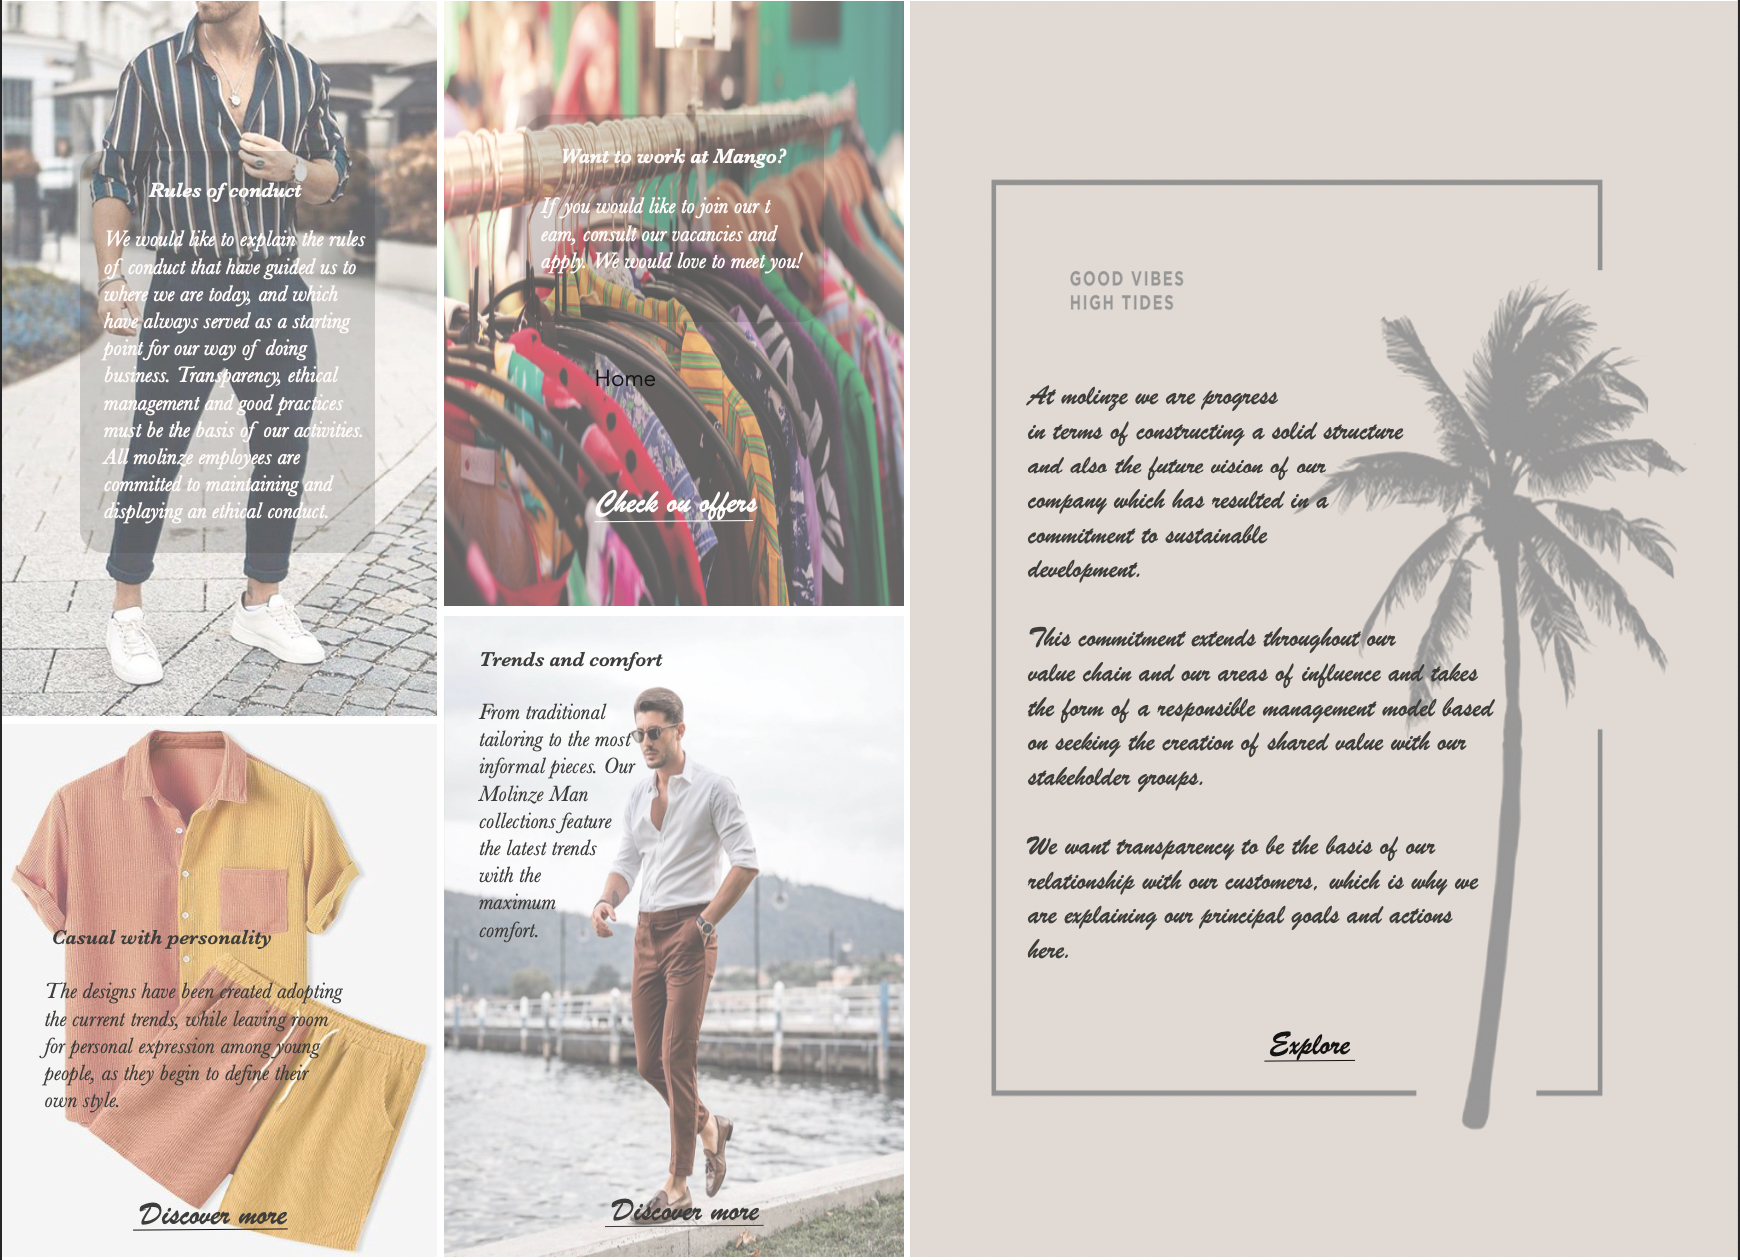 Rules of conduct
We would like to explain the rules
of conduct that have guided us to
where we are today, and which
have always served as a starting
point for our way of doing
business. Transparency, ethical
management and good practices
must be the basis of our activities.
All molinze employees are
committed to maintaining and
displaying an ethical conduct.
Casual with personality
The designs have been created adopting
the current trends, while leaving room
for personal expression among young
people, as they begin to define their
own style.
Discover more
Want to work at Mango?
If you would like to join our t
eam, consult our vacancies and
apply. We would love to meet you!
Home
Check ou offers
Trends and comfort
From traditional
tailoring to the most
informal pieces. Our
Molinze Man
collections feature
the latest trends
with the
maximum
comfort.
Discover more
GOOD VIBES
HIGH TIDES
At molinze we are progress
in terms of constructing a solid structure
and also the future vision of our
company which has resulted in a
commitment to sustainable
development.
This commitment extends throughout our
value chain and our areas of influence and takes
the form of a responsible management model based
on seeking the creation of shared value with our
stakeholder groups.
We want transparency to be the basis of our
relationship with our customers, which is why we
are explaining our principal goals and actions
here.
Explore